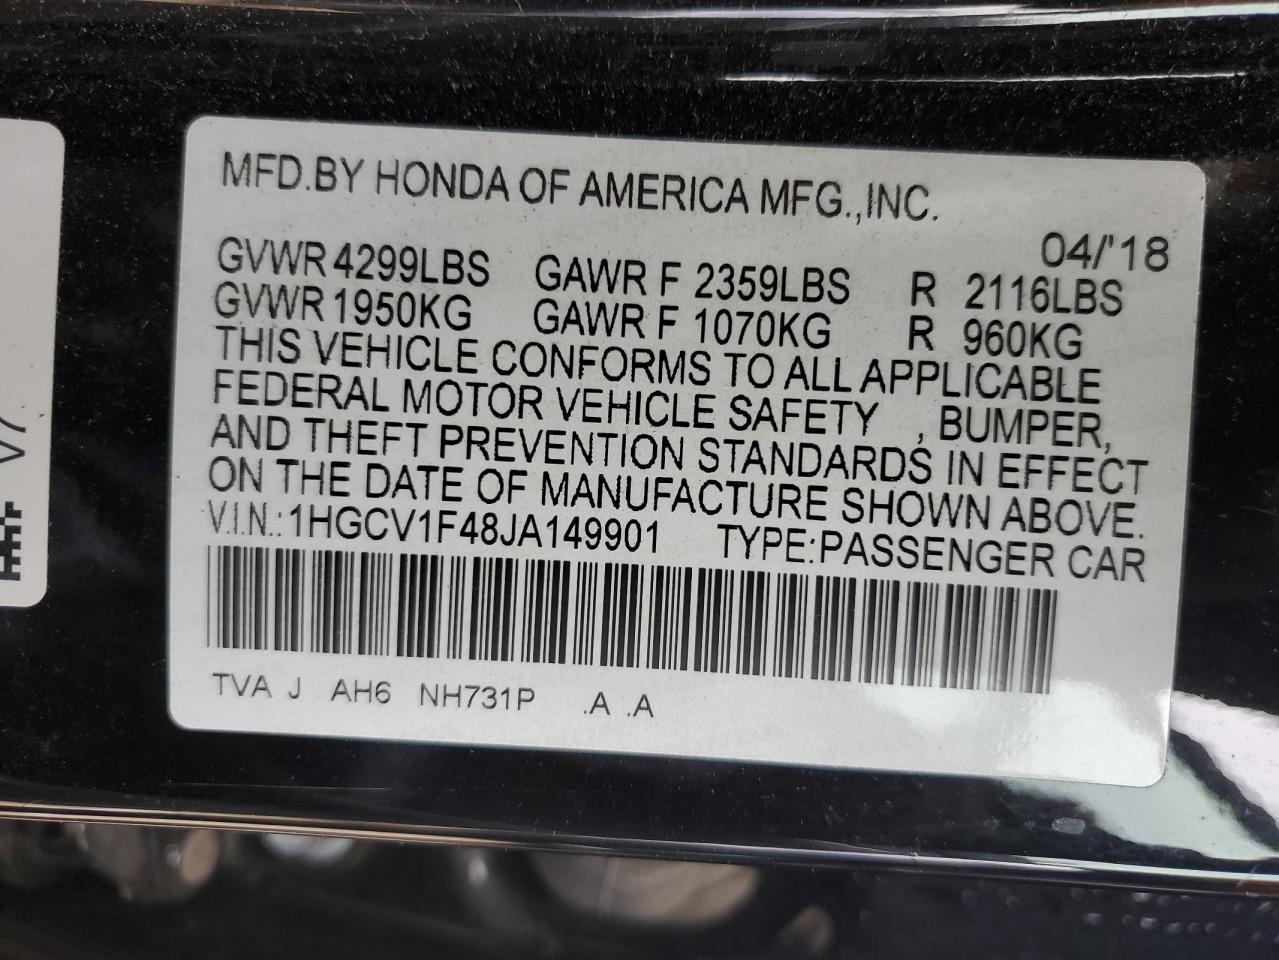 MFD.BY HONDA OF AMERICA MFG.,INC.
04/'18
GVWR 4299LBS GAWR F 2359LBS R 2116LBS
GVWR 1950KG GAWR F 1070KG R 960KG
THIS VEHICLE CONFORMS TO ALL APPLICABLE
FEDERAL MOTOR VEHICLE SAFETY , BUMPER,
AND THEFT PREVENTION STANDARDS IN EFFECT
ON THE DATE OF MANUFACTURE SHOWN ABOVE.
V.I.N.: 1HGCV1F48JA149901 TYPE:PASSENGER CAR
TVA J AH6 NH731P .A .A
V7